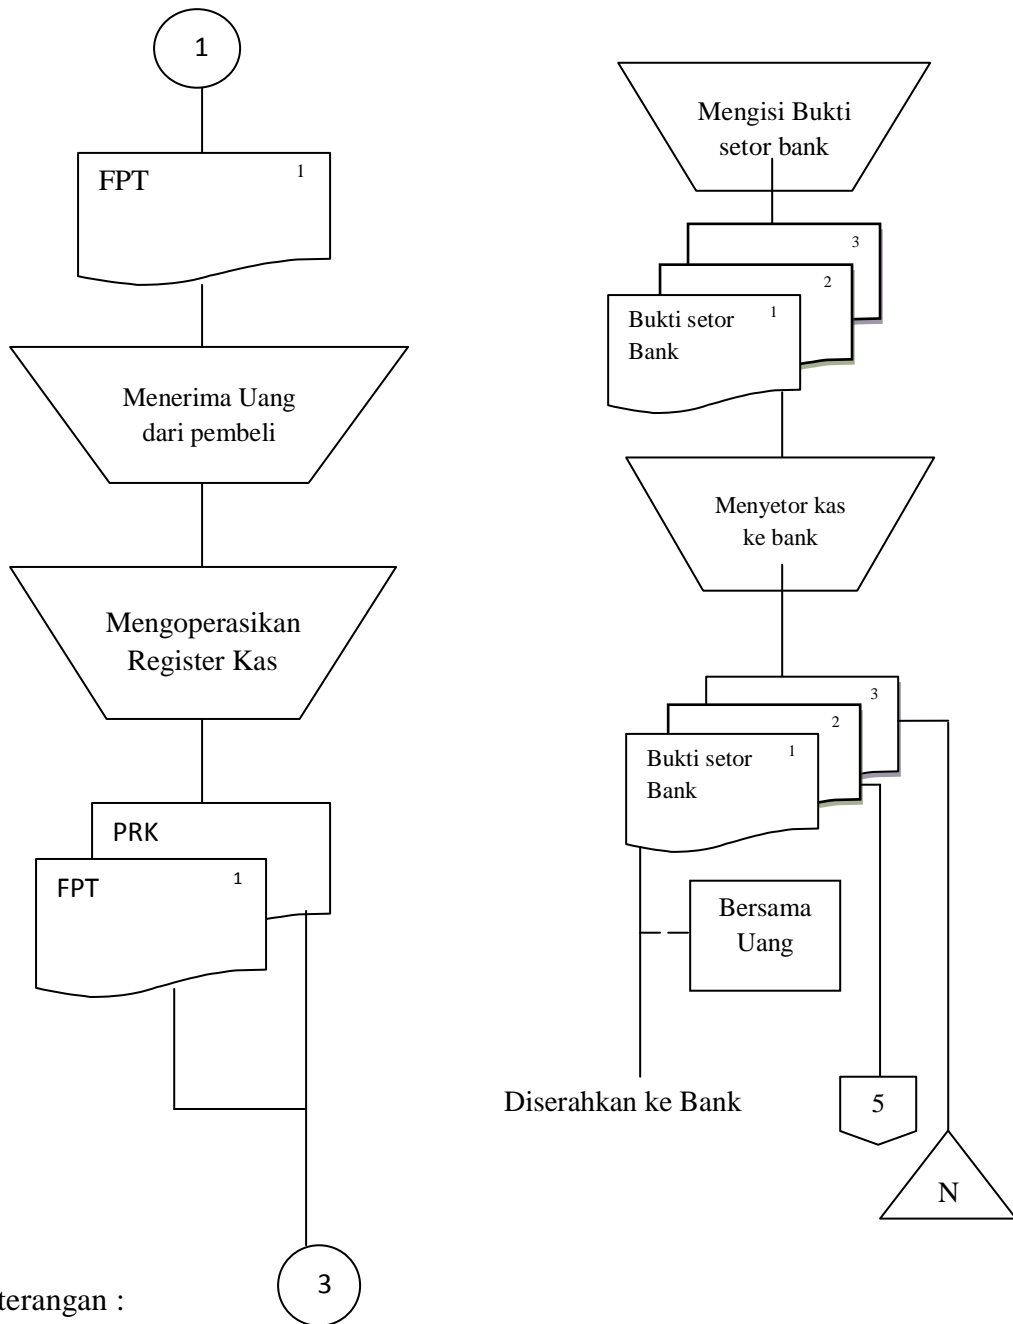 1
FPT 1
Menerima Uang
dari pembeli
Mengoperasikan
Register Kas
PRK
FPT 1
3
terangan :
Mengisi Bukti
setor bank
3
2
Bukti setor 1
Bank
Menyetor kas
ke bank
3
2
Bukti setor 1
Bank
Bersama
Uang
Diserahkan ke Bank
5
N